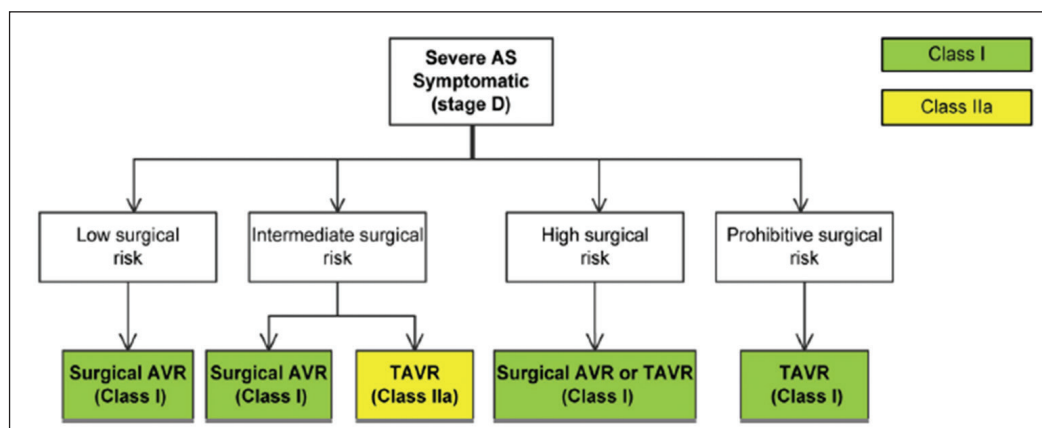 Severe AS
Symptomatic
(stage D)
Class I
Class IIa
Low surgical
risk
Intermediate surgical
risk
High surgical
risk
Prohibitive surgical
risk
Surgical AVR
(Class I)
Surgical AVR
(Class I)
TAVR
(Class IIa)
Surgical AVR or TAVR
(Class I)
TAVR
(Class I)